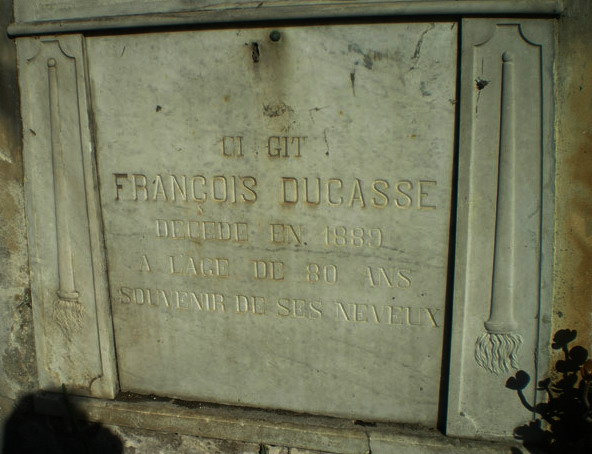 CI GIT
FRANÇOIS DUCASSE
DECEDE EN 1889
A L'AGE DE 80 ANS
SOUVENIR DE SES NEVEUX